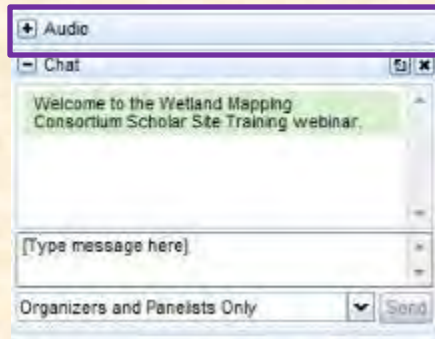 Audio
Chat
Welcome to the Wetland Mapping
Consortium Scholar Site Training webinar.
[Type message here]
Organizers and Panelists Only
Send